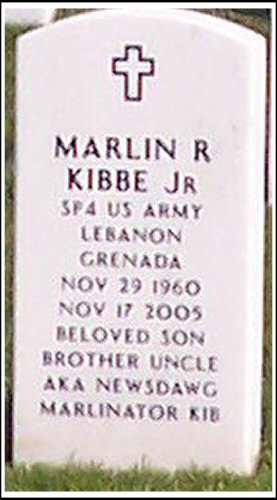 MARLIN R
KIBBE JR
SP4 US ARMY
LEBANON
GRENADA
NOV 29 1960
NOV 17 2005
BELOVED SON
BROTHER UNCLE
AKA NEWSDAWG
MARLINATOR KIB